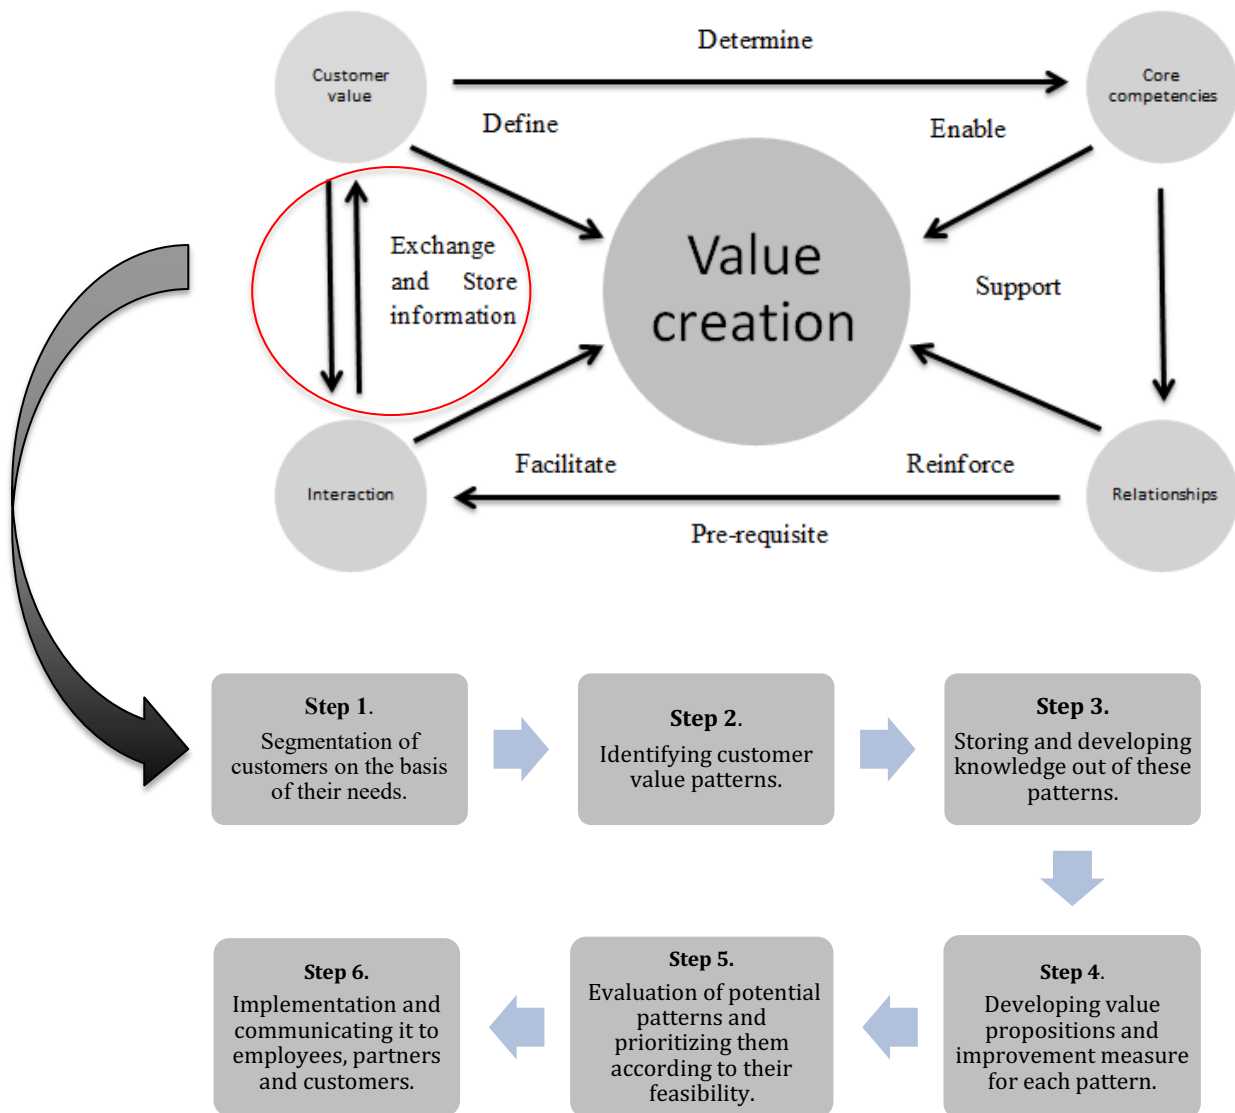 Determine
Customer
value
Core
competencies
Define
Enable
Value
creation
Exchange
and Store
information
Support
Facilitate
Reinforce
Interaction
Relationships
Pre-requisite
Step 1.
Segmentation of
customers on the basis
of their needs.
Step 2.
Identifying customer
value patterns.
Step 3.
Storing and developing
knowledge out of these
patterns.
Step 6.
Implementation and
communicating it to
employees, partners
and customers.
Step 5.
Evaluation of potential
patterns and
prioritizing them
according to their
feasibility.
Step 4.
Developing value
propositions and
improvement measure
for each pattern.